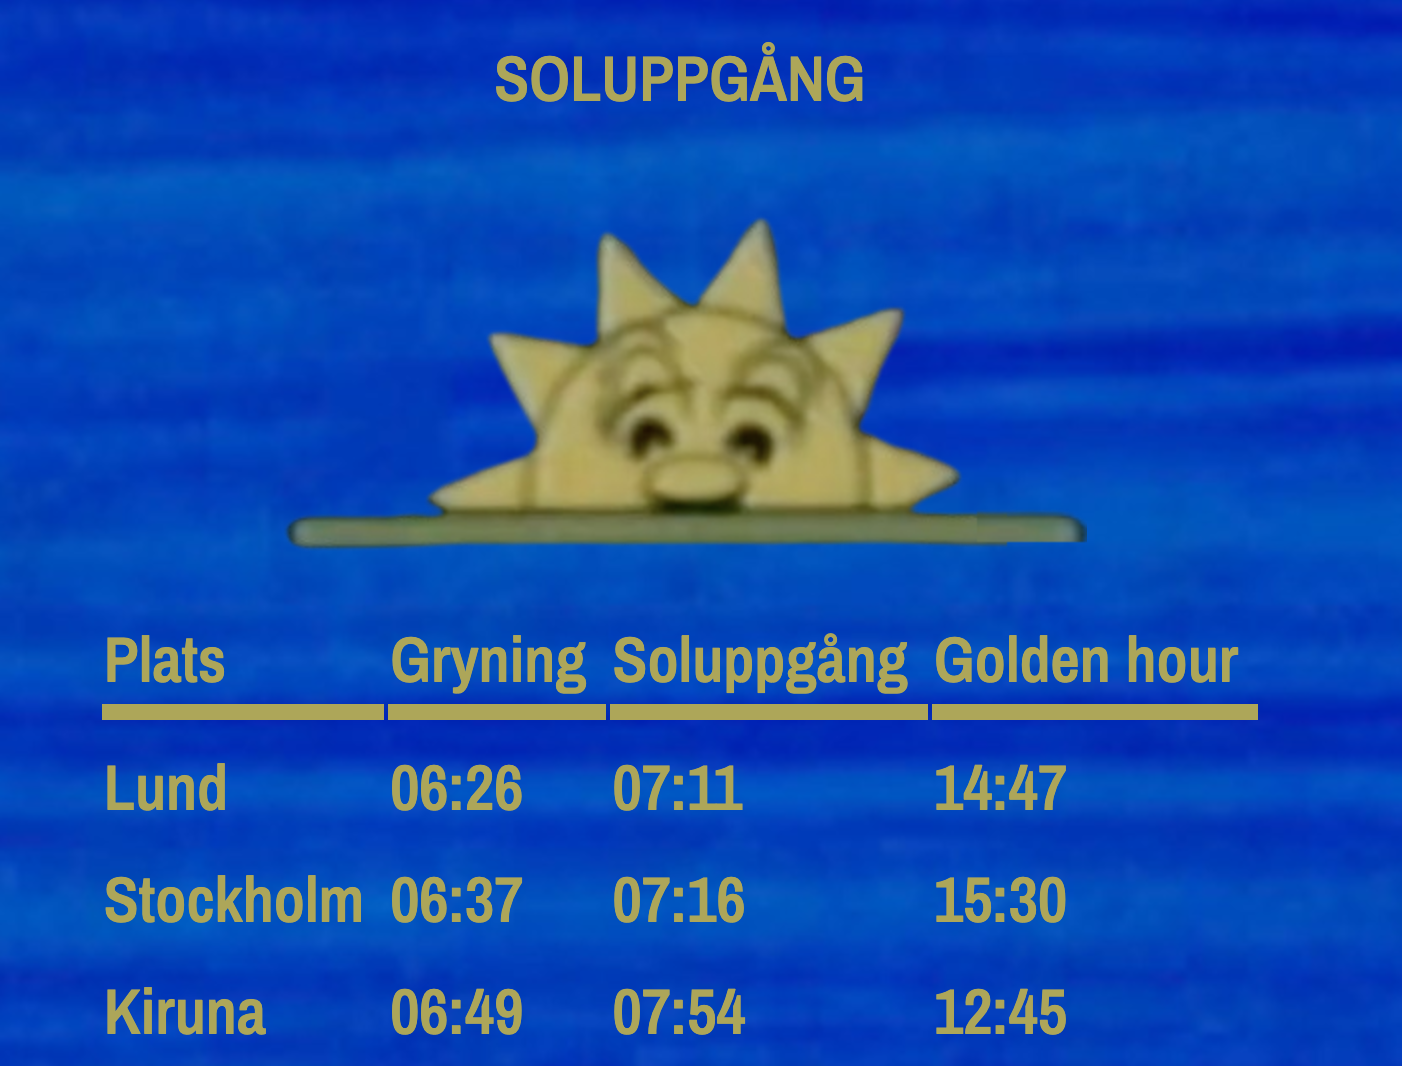 SOLUPPGÅNG
Plats Gryning Soluppgång Golden hour
Lund 06:26 07:11 14:47
Stockholm 06:37 07:16 15:30
Kiruna 06:49 07:54 12:45